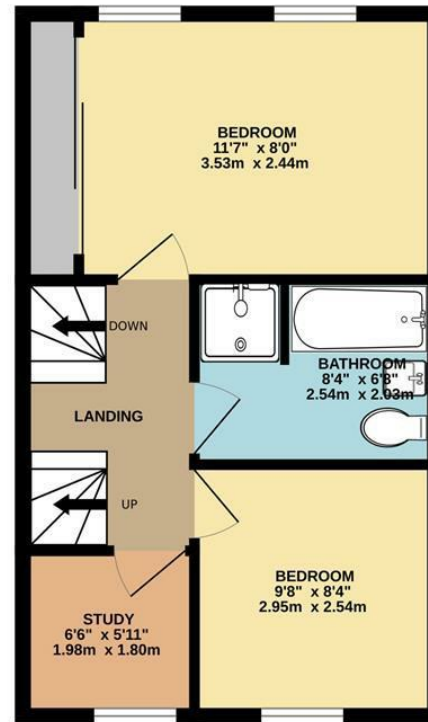 BEDROOM
11'7" x 8'0"
3.53m x 2.44m
DOWN
BATHROOM
8'4" x 6'8"
2.54m x 2.03m
LANDING
UP
BEDROOM
9'8" x 8'4"
2.95m x 2.54m
STUDY
6'6" x 5'11"
1.98m x 1.80m